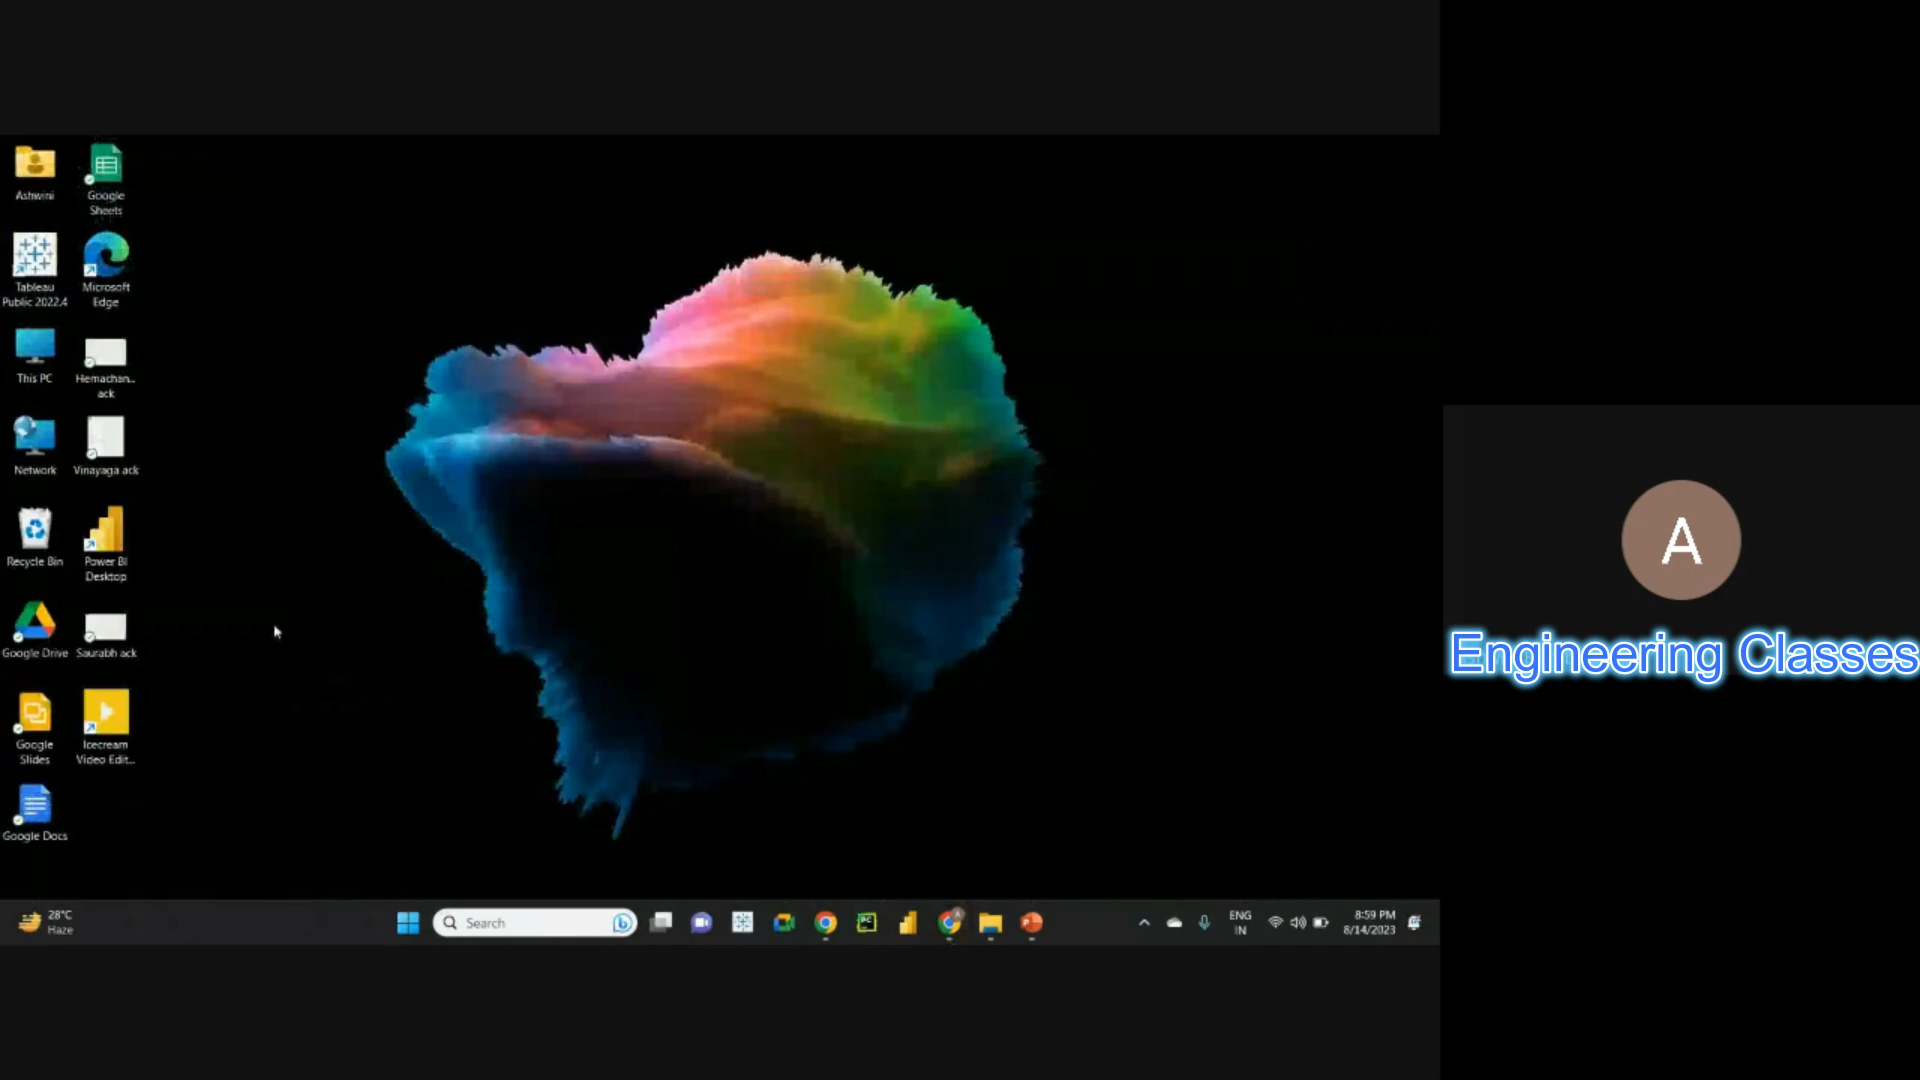 Ashwini
Google
Sheets
Tableau
Public 2022.4
Microsoft
Edge
This PC
Hemachan...
ack
Network
Vinayaga ack
Recycle Bin
Power BI
Desktop
Google Drive
Saurabh ack
Google
Slides
Icecream
Video Edit...
Google Docs
A
Engineering Classes
28°C
Haze
Search
PC
P
ENG
IN
8:59 PM
8/14/2023